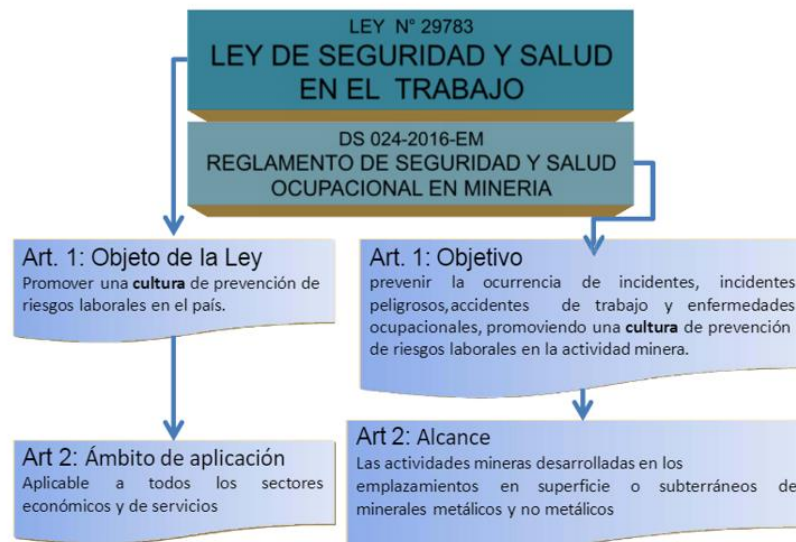 LEY N° 29783
LEY DE SEGURIDAD Y SALUD
EN EL TRABAJO
DS 024-2016-EM
REGLAMENTO DE SEGURIDAD Y SALUD
OCUPACIONAL EN MINERIA
Art. 1: Objeto de la Ley
Promover una cultura de prevención de
riesgos laborales en el país.
Art. 1: Objetivo
prevenir la ocurrencia de incidentes, incidentes
peligrosos,accidentes de trabajo y enfermedades
ocupacionales, promoviendo una cultura de prevención
de riesgos laborales en la actividad minera.
Art 2: Ámbito de aplicación
Aplicable a todos los sectores
económicos y de servicios
Art 2: Alcance
Las actividades mineras desarrolladas en los
emplazamientos en superficie o subterráneos de
minerales metálicos y no metálicos